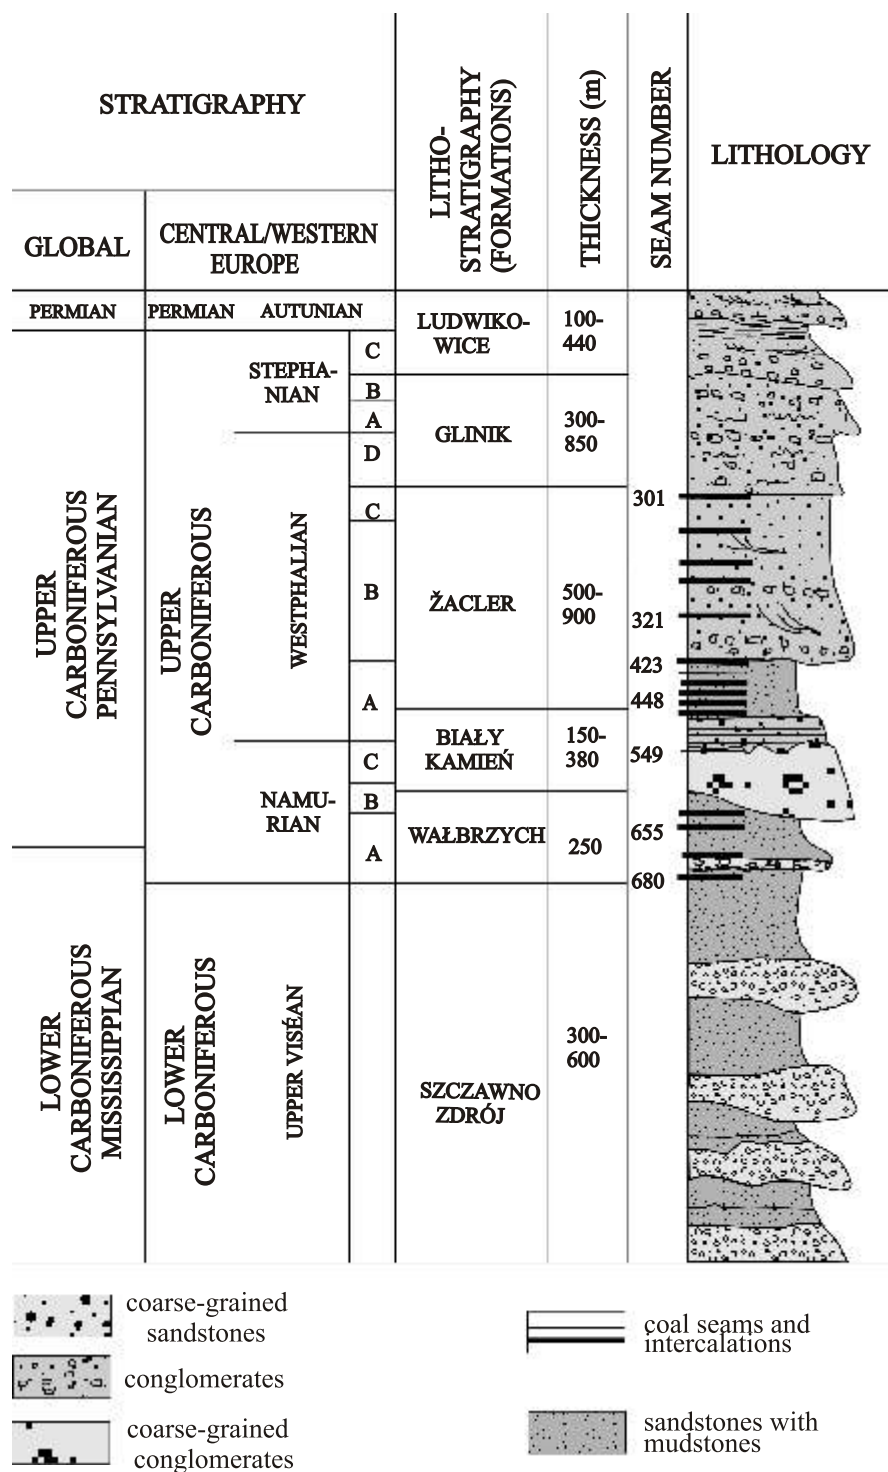 STRATIGRAPHY
LITHO-
STRATIGRAPHY
(FORMATIONS)
THICKNESS (m)
SEAM NUMBER
LITHOLOGY
GLOBAL
CENTRAL/WESTERN
EUROPE
PERMIAN
PERMIAN
AUTUNIAN
LUDWIKO-
WICE
100-
440
STEPHA-
NIAN
C
B
A
GLINIK
300-
850
D
UPPER
CARBONIFEROUS
PENNSYLVANIAN
UPPER
CARBONIFEROUS
WESTPHALIAN
C
B
A
ŽACLER
500-
900
301
321
423
448
BIAŁY
KAMIEŃ
150-
380
549
NAMU-
RIAN
C
B
A
WAŁBRZYCH
250
655
680
LOWER
CARBONIFEROUS
MISSISSIPPIAN
LOWER
CARBONIFEROUS
UPPER VISÉAN
SZCZAWNO
ZDRÓJ
300-
600
coarse-grained
sandstones
conglomerates
coarse-grained
conglomerates
coal seams and
intercalations
sandstones with
mudstones